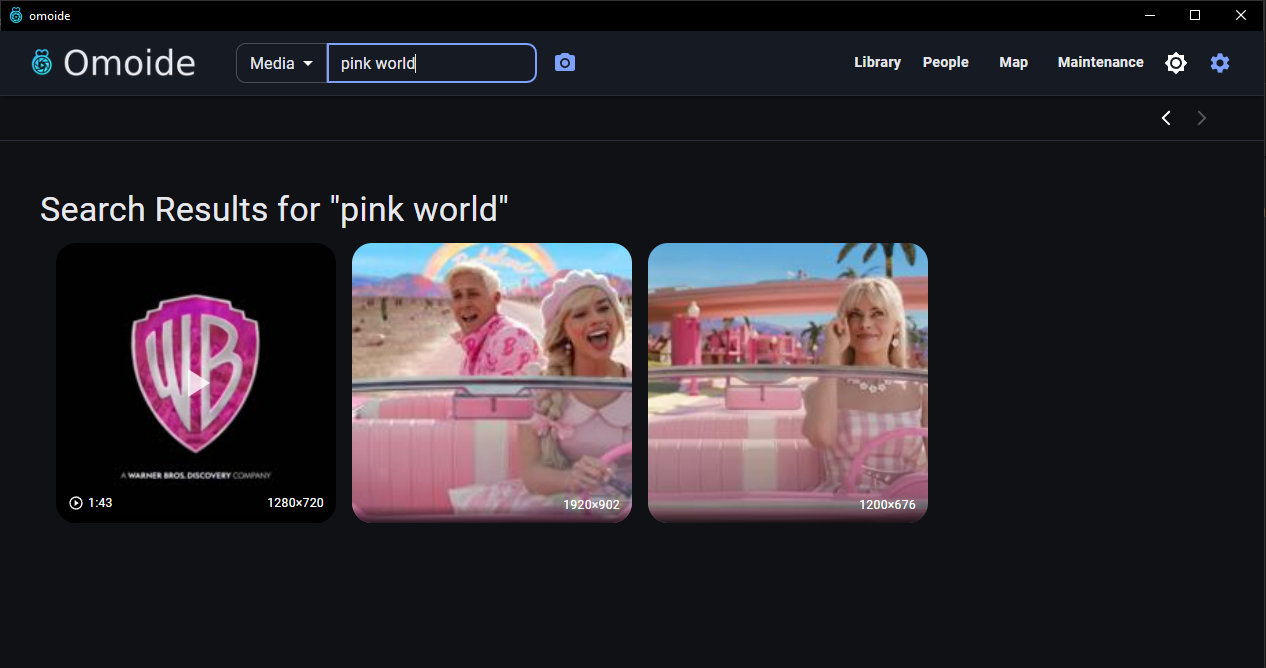 omoide
Omoide
Media
pink world
Library
People
Map
Maintenance
Search Results for "pink world"
WB
A WARNER BROS. DISCOVERY COMPANY
1:43
1280×720
B
1920×902
1200×676